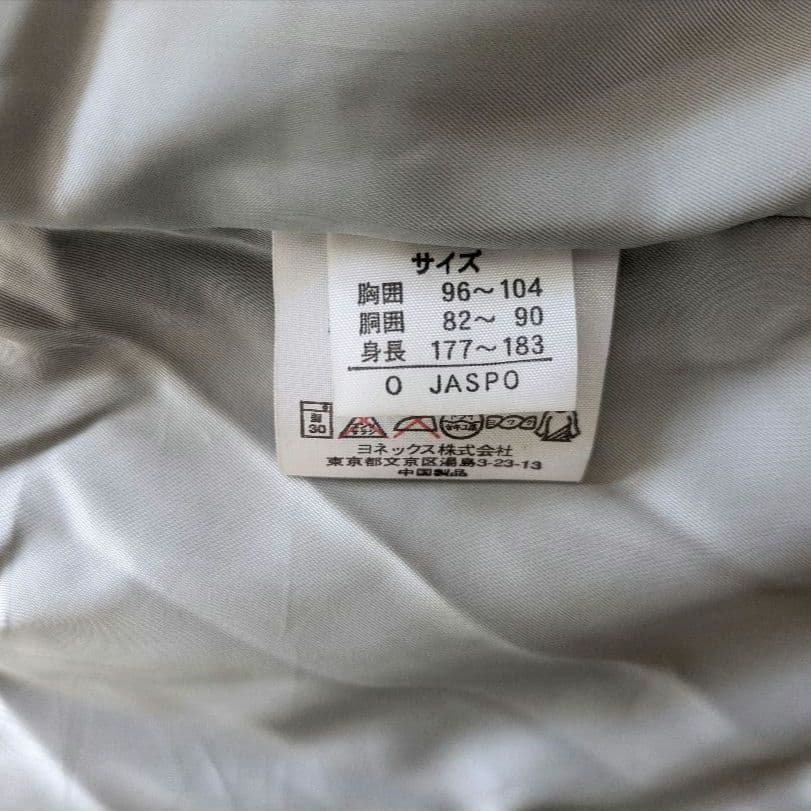 サイズ
胸囲 96～104
胴囲 82～ 90
身長 177～183
O JASPO
30
ヨネックス株式会社
東京都文京区湯島3-23-13
中国製品